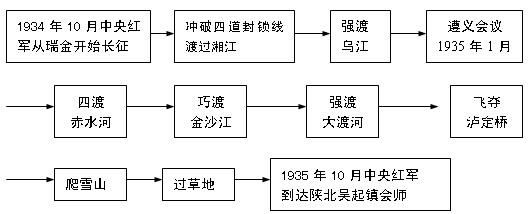 1934 年 10 月中央红
军从瑞金开始长征
冲破四道封锁线
渡过湘江
强渡
乌江
遵义会议
1935 年 1 月
四渡
赤水河
巧渡
金沙江
强渡
大渡河
飞夺
泸定桥
爬雪山
过草地
1935 年 10 月中央红军
到达陕北吴起镇会师